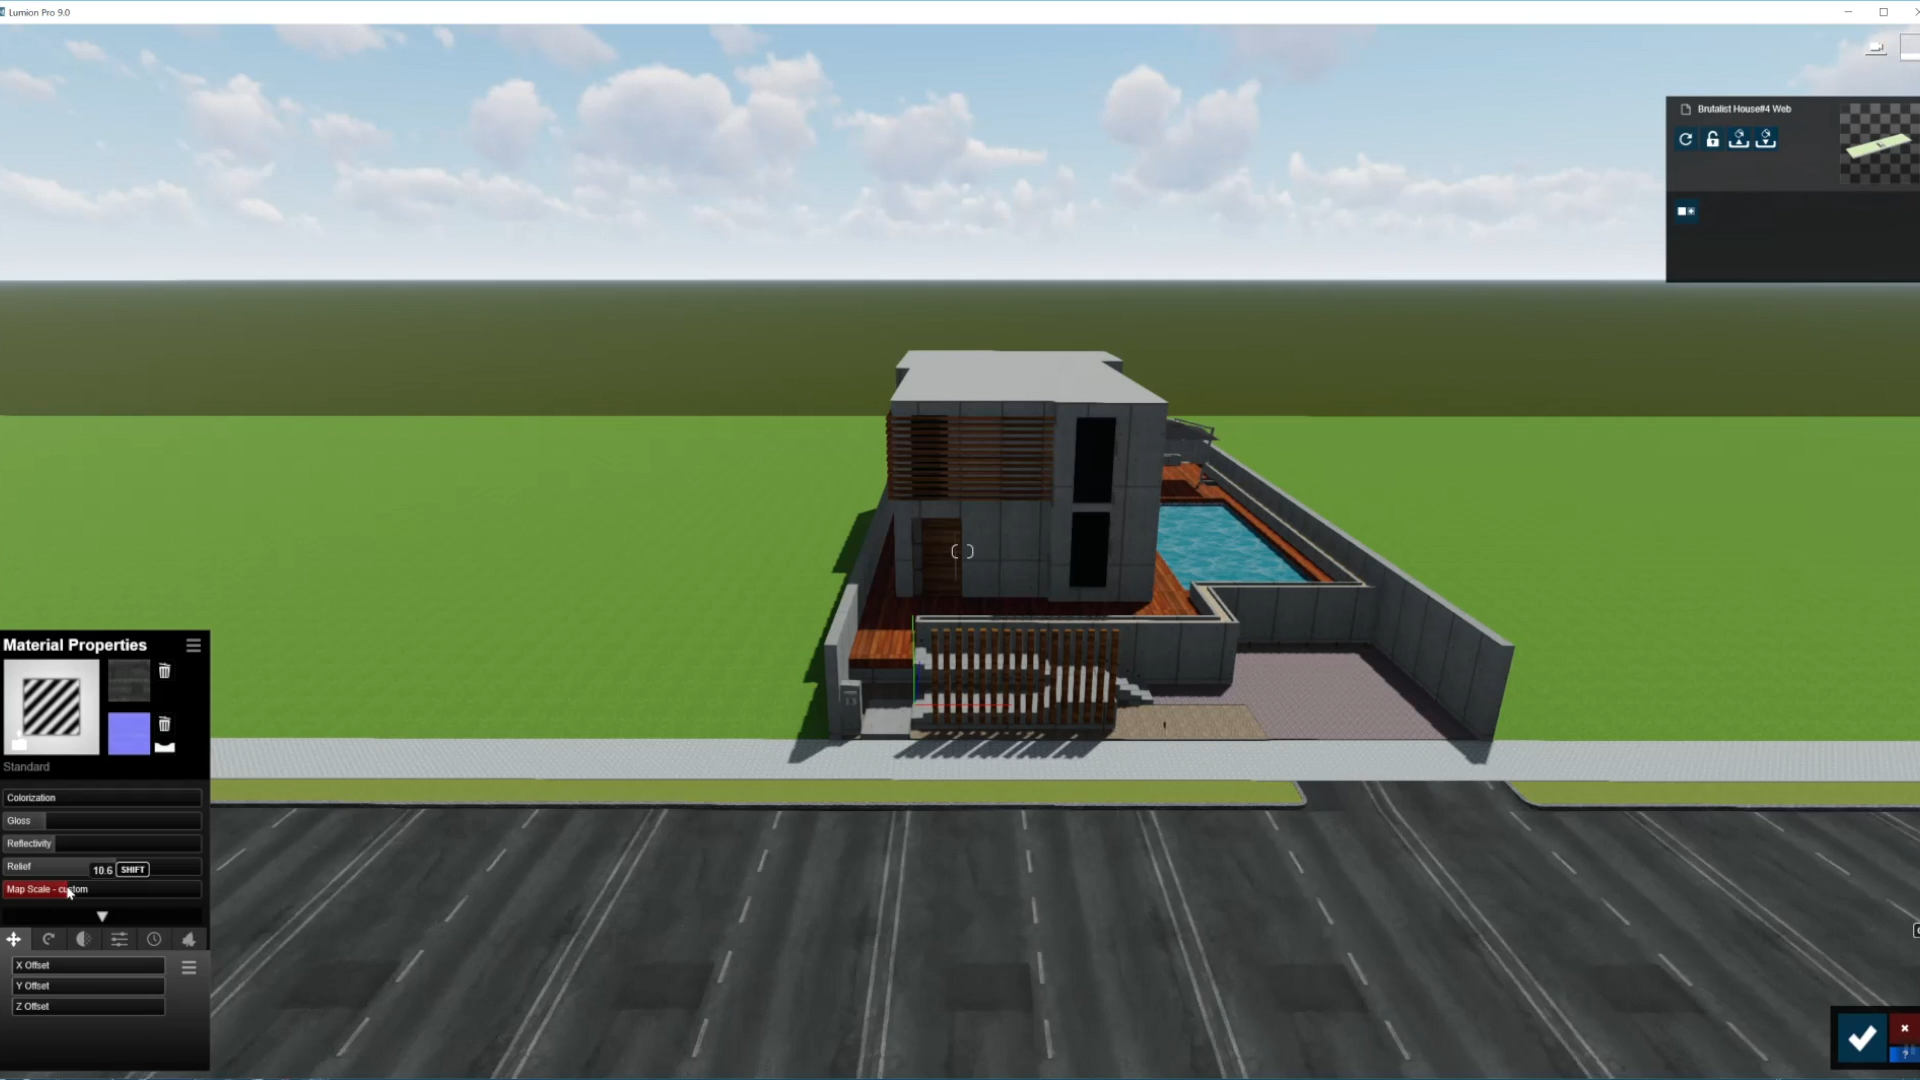 Lumion Pro 9.0
Brutalist House#4 Web
Material Properties
Standard
Colorization
Gloss
Reflectivity
Relief
10.6 SHIFT
Map Scale - custom
X Offset
Y Offset
Z Offset
?